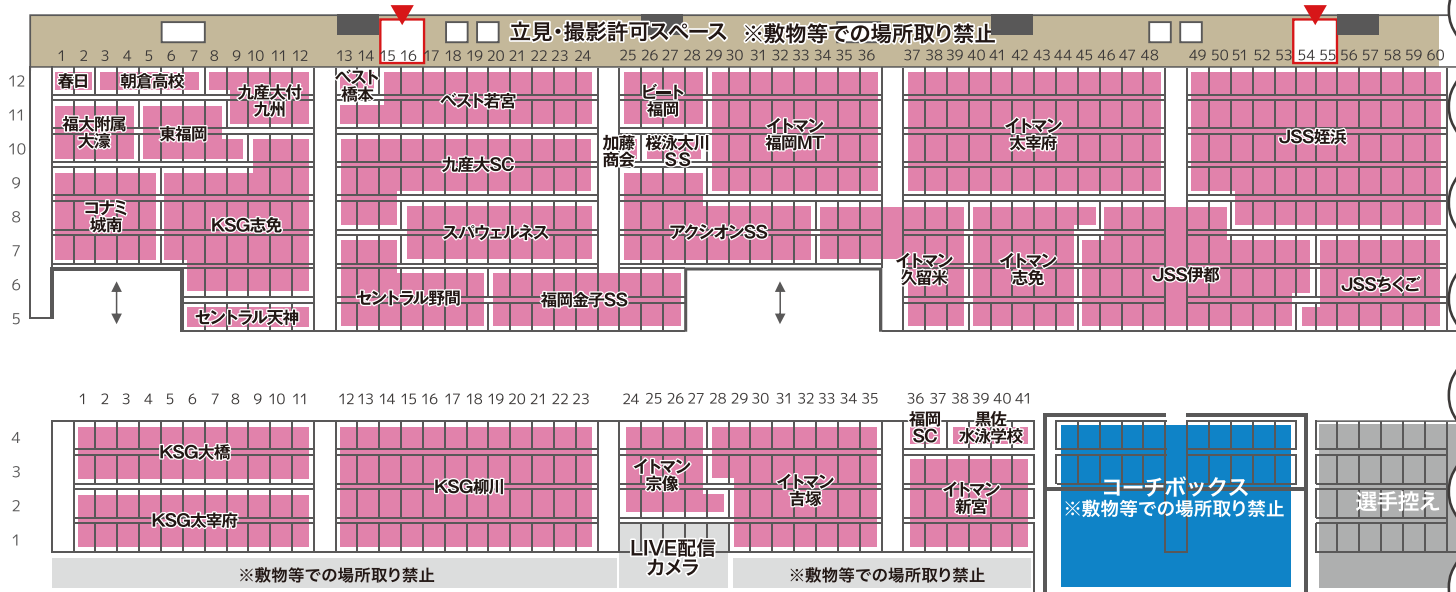 立見・撮影許可スペース ※敷物等での場所取り禁止
1 2 3 4 5 6 7 8 9 10 11 12 13 14 15 16 17 18 19 20 21 22 23 24 25 26 27 28 29 30 31 32 33 34 35 36 37 38 39 40 41 42 43 44 45 46 47 48 49 50 51 52 53 54 55 56 57 58 59 60
12
11
10
9
8
7
6
5
春日
朝倉高校
九産大付
九州
ベスト
橋本
ベスト若宮
ビート
福岡
イトマン
福岡MT
イトマン
太宰府
JSS姪浜
福大附属
大濠
東福岡
九産大SC
加藤
商会
桜泳大川
SS
コナミ
城南
KSG志免
スパウェルネス
アクシオンSS
イトマン
久留米
イトマン
志免
JSS伊都
JSSちくご
セントラル野間
福岡金子SS
セントラル天神
1 2 3 4 5 6 7 8 9 10 11 12 13 14 15 16 17 18 19 20 21 22 23 24 25 26 27 28 29 30 31 32 33 34 35 36 37 38 39 40 41
4
3
2
1
KSG大橋
KSG太宰府
KSG柳川
イトマン
宗像
イトマン
吉塚
福岡
SC
黒佐
水泳学校
イトマン
新宮
コーチボックス
※敷物等での場所取り禁止
選手控え
LIVE配信
カメラ
※敷物等での場所取り禁止
※敷物等での場所取り禁止